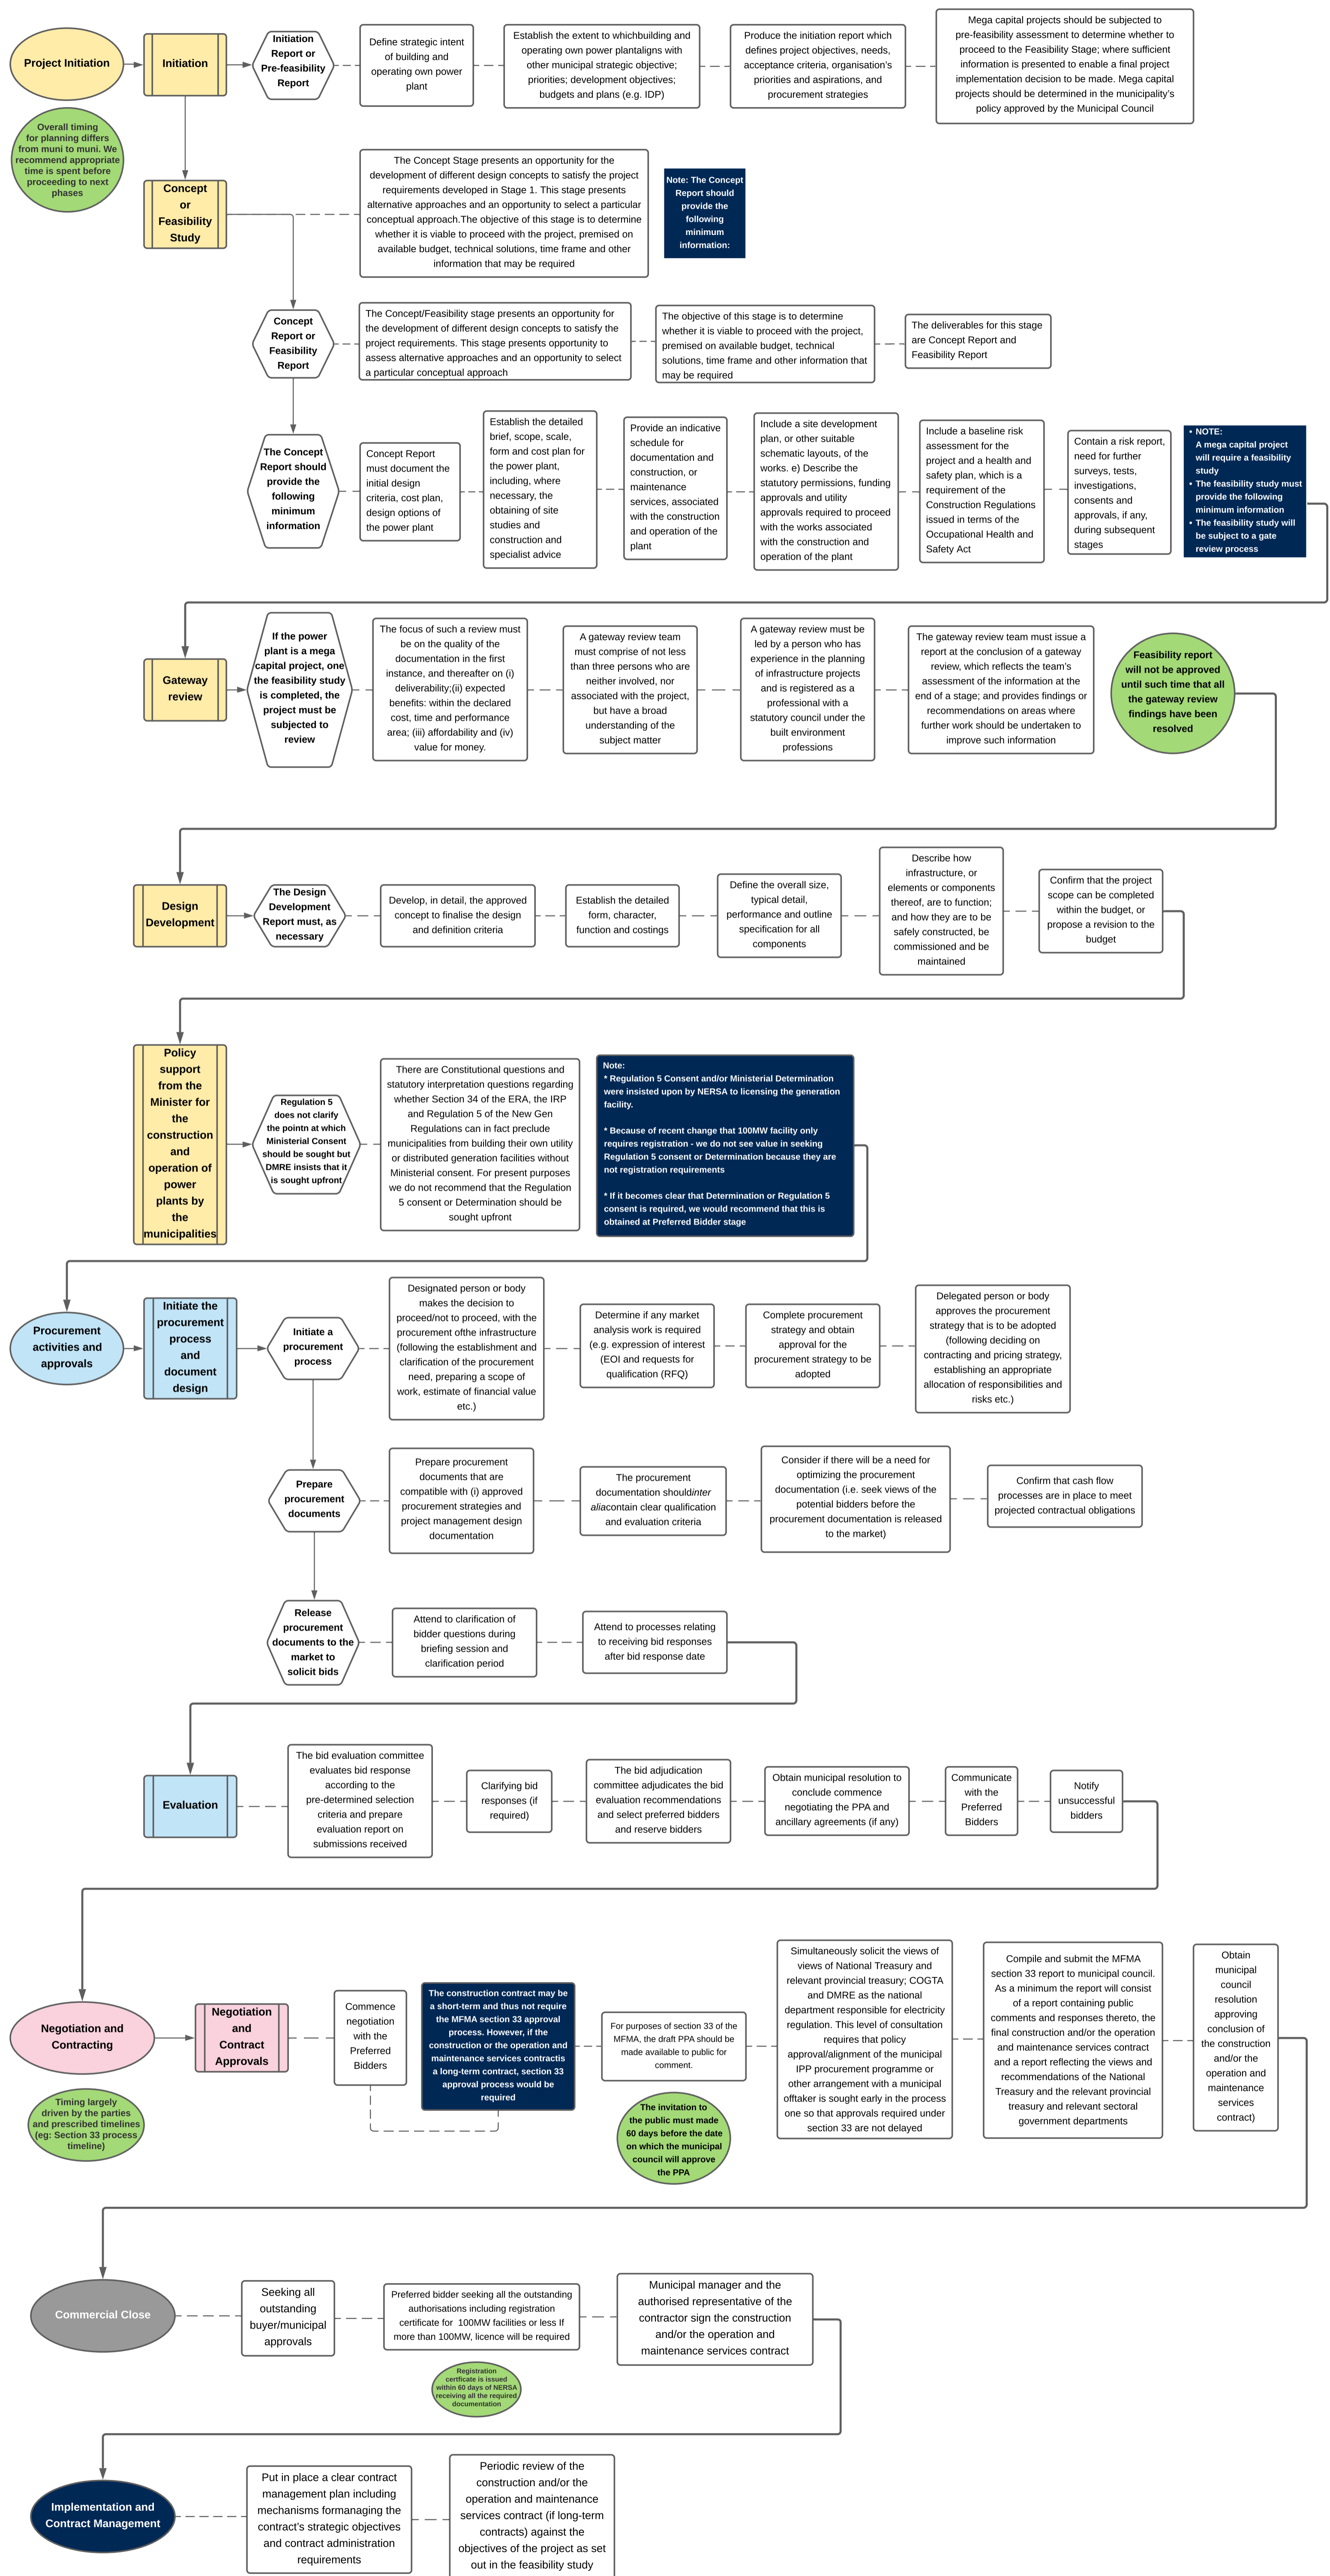 Project Initiation
Initiation
Initiation
Report or
Pre-feasibility
Report
Define strategic intent
of building and
operating own power
plant
Establish the extent to whichbuilding and
operating own power plantaligns with
other municipal strategic objective;
priorities; development objectives;
budgets and plans (e.g. IDP)
Produce the initiation report which
defines project objectives, needs,
acceptance criteria, organisation's
priorities and aspirations, and
procurement strategies
Mega capital projects should be subjected to
pre-feasibility assessment to determine whether to
proceed to the Feasibility Stage; where sufficient
information is presented to enable a final project
implementation decision to be made. Mega capital
projects should be determined in the municipality's
policy approved by the Municipal Council
Overall timing
for planning differs
from muni to muni. We
recommend appropriate
time is spent before
proceeding to next
phases
Concept
or
Feasibility
Study
The Concept Stage presents an opportunity for the
development of different design concepts to satisfy the project
requirements developed in Stage 1. This stage presents
alternative approaches and an opportunity to select a particular
conceptual approach.The objective of this stage is to determine
whether it is viable to proceed with the project, premised on
available budget, technical solutions, time frame and other
information that may be required
Note: The Concept
Report should
provide the
following
minimum
information:
Concept
Report or
Feasibility
Report
The Concept/Feasibility stage presents an opportunity for
the development of different design concepts to satisfy the
project requirements. This stage presents opportunity to
assess alternative approaches and an opportunity to select
a particular conceptual approach
The objective of this stage is to determine
whether it is viable to proceed with the project,
premised on available budget, technical
solutions, time frame and other information that
may be required
The deliverables for this stage
are Concept Report and
Feasibility Report
The Concept
Report should
provide the
following
minimum
information
Concept Report
must document the
initial design
criteria, cost plan,
design options of
the power plant
Establish the detailed
brief, scope, scale,
form and cost plan for
the power plant,
including, where
necessary, the
obtaining of site
studies and
construction and
specialist advice
Provide an indicative
schedule for
documentation and
construction, or
maintenance
services, associated
with the construction
and operation of the
plant
Include a site development
plan, or other suitable
schematic layouts, of the
works. e) Describe the
statutory permissions, funding
approvals and utility
approvals required to proceed
with the works associated
with the construction and
operation of the plant
Include a baseline risk
assessment for the
project and a health and
safety plan, which is a
requirement of the
Construction Regulations
issued in terms of the
Occupational Health and
Safety Act
Contain a risk report,
need for further
surveys, tests,
investigations,
consents and
approvals, if any,
during subsequent
stages
• NOTE:
A mega capital project
will require a feasibility
study
• The feasibility study must
provide the following
minimum information
• The feasibility study will
be subject to a gate
review process
Gateway
review
If the power
plant is a mega
capital project, one
the feasibility study
is completed, the
project must be
subjected to
review
The focus of such a review must
be on the quality of the
documentation in the first
instance, and thereafter on (i)
deliverability;(ii) expected
benefits: within the declared
cost, time and performance
area; (iii) affordability and (iv)
value for money.
A gateway review team
must comprise of not less
than three persons who are
neither involved, nor
associated with the project,
but have a broad
understanding of the
subject matter
A gateway review must be
led by a person who has
experience in the planning
of infrastructure projects
and is registered as a
professional with a
statutory council under the
built environment
professions
The gateway review team must issue a
report at the conclusion of a gateway
review, which reflects the team's
assessment of the information at the
end of a stage; and provides findings or
recommendations on areas where
further work should be undertaken to
improve such information
Feasibility report
will not be approved
until such time that all
the gateway review
findings have been
resolved
Design
Development
The Design
Development
Report must, as
necessary
Develop, in detail, the approved
concept to finalise the design
and definition criteria
Establish the detailed
form, character,
function and costings
Define the overall size,
typical detail,
performance and outline
specification for all
components
Describe how
infrastructure, or
elements or components
thereof, are to function;
and how they are to be
safely constructed, be
commissioned and be
maintained
Confirm that the project
scope can be completed
within the budget, or
propose a revision to the
budget
Policy
support
from the
Minister for
the
construction
and
operation of
power
plants by
the
municipalities
Regulation 5
does not clarify
the pointn at which
Ministerial Consent
should be sought but
DMRE insists that it
is sought upfront
There are Constitutional questions and
statutory interpretation questions regarding
whether Section 34 of the ERA, the IRP
and Regulation 5 of the New Gen
Regulations can in fact preclude
municipalities from building their own utility
or distributed generation facilities without
Ministerial consent. For present purposes
we do not recommend that the Regulation
5 consent or Determination should be
sought upfront
Note:
* Regulation 5 Consent and/or Ministerial Determination
were insisted upon by NERSA to licensing the generation
facility.
* Because of recent change that 100MW facility only
requires registration - we do not see value in seeking
Regulation 5 consent or Determination because they are
not registration requirements
* If it becomes clear that Determination or Regulation 5
consent is required, we would recommend that this is
obtained at Preferred Bidder stage
Procurement
activities and
approvals
Initiate the
procurement
process
and
document
design
Initiate a
procurement
process
Designated person or body
makes the decision to
proceed/not to proceed, with the
procurement ofthe infrastructure
(following the establishment and
clarification of the procurement
need, preparing a scope of
work, estimate of financial value
etc.)
Determine if any market
analysis work is required
(e.g. expression of interest
(EOI and requests for
qualification (RFQ)
Complete procurement
strategy and obtain
approval for the
procurement strategy to be
adopted
Delegated person or body
approves the procurement
strategy that is to be adopted
(following deciding on
contracting and pricing strategy,
establishing an appropriate
allocation of responsibilities and
risks etc.)
Prepare
procurement
documents
Prepare procurement
documents that are
compatible with (i) approved
procurement strategies and
project management design
documentation
The procurement
documentation shouldinter
aliacontain clear qualification
and evaluation criteria
Consider if there will be a need for
optimizing the procurement
documentation (i.e. seek views of the
potential bidders before the
procurement documentation is released
to the market)
Confirm that cash flow
processes are in place to meet
projected contractual obligations
Release
procurement
documents to the
market to
solicit bids
Attend to clarification of
bidder questions during
briefing session and
clarification period
Attend to processes relating
to receiving bid responses
after bid response date
Evaluation
The bid evaluation committee
evaluates bid response
according to the
pre-determined selection
criteria and prepare
evaluation report on
submissions received
Clarifying bid
responses (if
required)
The bid adjudication
committee adjudicates the bid
evaluation recommendations
and select preferred bidders
and reserve bidders
Obtain municipal resolution to
conclude commence
negotiating the PPA and
ancillary agreements (if any)
Communicate
with the
Preferred
Bidders
Notify
unsuccessful
bidders
Negotiation and
Contracting
Negotiation
and
Contract
Approvals
Commence
negotiation
with the
Preferred
Bidders
The construction contract may be
a short-term and thus not require
the MFMA section 33 approval
process. However, if the
construction or the operation and
maintenance services contractis
a long-term contract, section 33
approval process would be
required
For purposes of section 33 of the
MFMA, the draft PPA should be
made available to public for
comment.
Simultaneously solicit the views of
views of National Treasury and
relevant provincial treasury; COGTA
and DMRE as the national
department responsible for electricity
regulation. This level of consultation
requires that policy
approval/alignment of the municipal
IPP procurement programme or
other arrangement with a municipal
offtaker is sought early in the process
one so that approvals required under
section 33 are not delayed
Compile and submit the MFMA
section 33 report to municipal council.
As a minimum the report will consist
of a report containing public
comments and responses thereto, the
final construction and/or the operation
and maintenance services contract
and a report reflecting the views and
recommendations of the National
Treasury and the relevant provincial
treasury and relevant sectoral
government departments
Obtain
municipal
council
resolution
approving
conclusion of
the construction
and/or the
operation and
maintenance
services
contract)
Timing largely
driven by the parties
and prescribed timelines
(eg: Section 33 process
timeline)
The invitation to
the public must made
60 days before the date
on which the municipal
council will approve
the PPA
Commercial Close
Seeking all
outstanding
buyer/municipal
approvals
Preferred bidder seeking all the outstanding
authorisations including registration
certificate for 100MW facilities or less If
more than 100MW, licence will be required
Municipal manager and the
authorised representative of the
contractor sign the construction
and/or the operation and
maintenance services contract
Registration
certficate is issued
within 60 days of NERSA
receiving all the required
documentation
Implementation and
Contract Management
Put in place a clear contract
management plan including
mechanisms formanaging the
contract's strategic objectives
and contract administration
requirements
Periodic review of the
construction and/or the
operation and maintenance
services contract (if long-term
contracts) against the
objectives of the project as set
out in the feasibility study